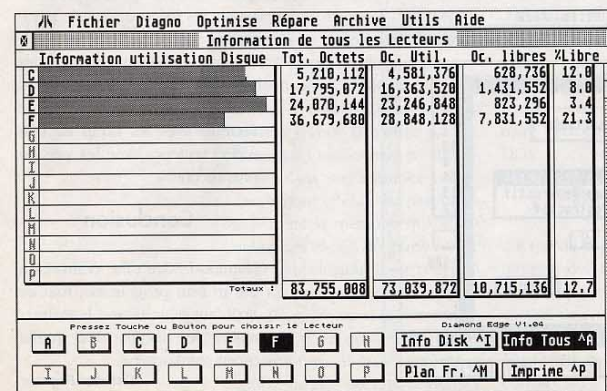 Fichier Diagno Optimise Répare Archive Utils Aide
Information de tous les Lecteurs
Information utilisation Disque Tot. Octets Oc. Util. Oc. libres %Libre
C 5,210,112 4,581,376 628,736 12.0
D 17,795,072 16,363,520 1,431,552 8.0
E 24,070,144 23,246,848 823,296 3.4
F 36,679,680 28,848,128 7,831,552 21.3
G
H
I
J
K
L
M
N
O
P
Totaux : 83,755,008 73,039,872 10,715,136 12.7
Pressez Touche ou Bouton pour choisir le Lecteur Diamond Edge V1.04
A B C D E F G H Info Disk ^I Info Tous ^A
I J K L M N O P Plan Fr. ^M Imprime ^P